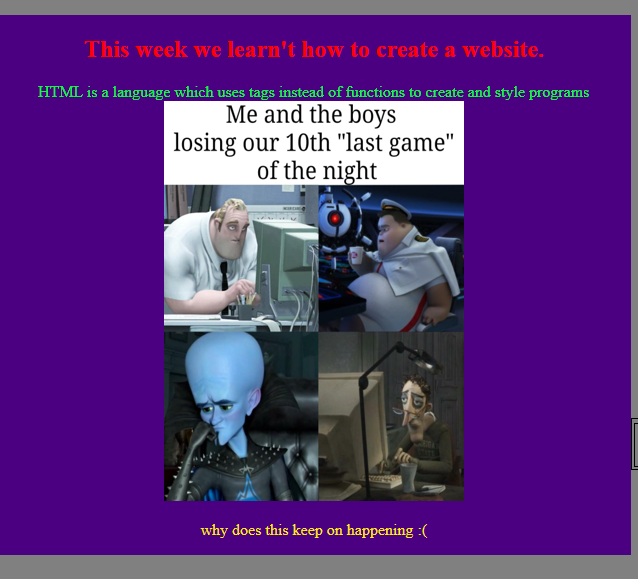 This week we learn't how to create a website.
HTML is a language which uses tags instead of functions to create and style programs
Me and the boys
losing our 10th "last game"
of the night
why does this keep on happening :(